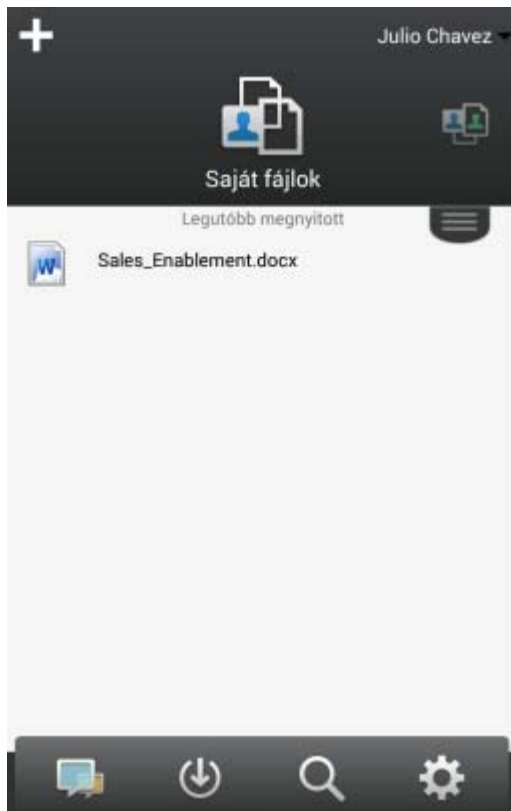 Julio Chavez
Saját fájlok
Legutóbb megnyitott
Sales_Enablement.docx